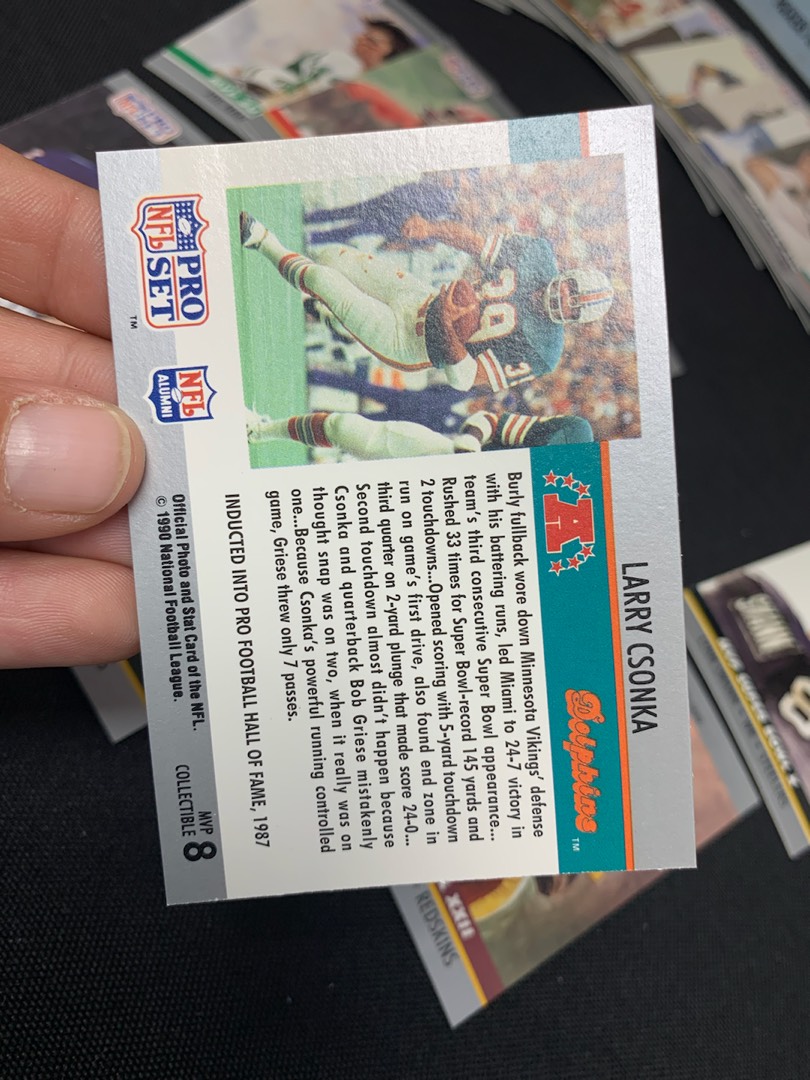 LARRY CSONKA
A
Dolphins™
Burly fullback wore down Minnesota Vikings' defense
with his battering runs, led Miami to 24-7 victory in
team's third consecutive Super Bowl appearance...
Rushed 33 times for Super Bowl-record 145 yards and
2 touchdowns...Opened scoring with 5-yard touchdown
run on game's first drive, also found end zone in
third quarter on 2-yard plunge that made score 24-0...
Second touchdown almost didn't happen because
Csonka and quarterback Bob Griese mistakenly
thought snap was on two, when it really was on
one...Because Csonka's powerful running controlled
game, Griese threw only 7 passes.
INDUCTED INTO PRO FOOTBALL HALL OF FAME, 1987
39
39
PRO
NFL SET
™
NFL
ALUMNI
Official Photo and Stat Card of the NFL.
© 1990 National Football League.
MVP
COLLECTIBLE 8
XXII
REDSKINS